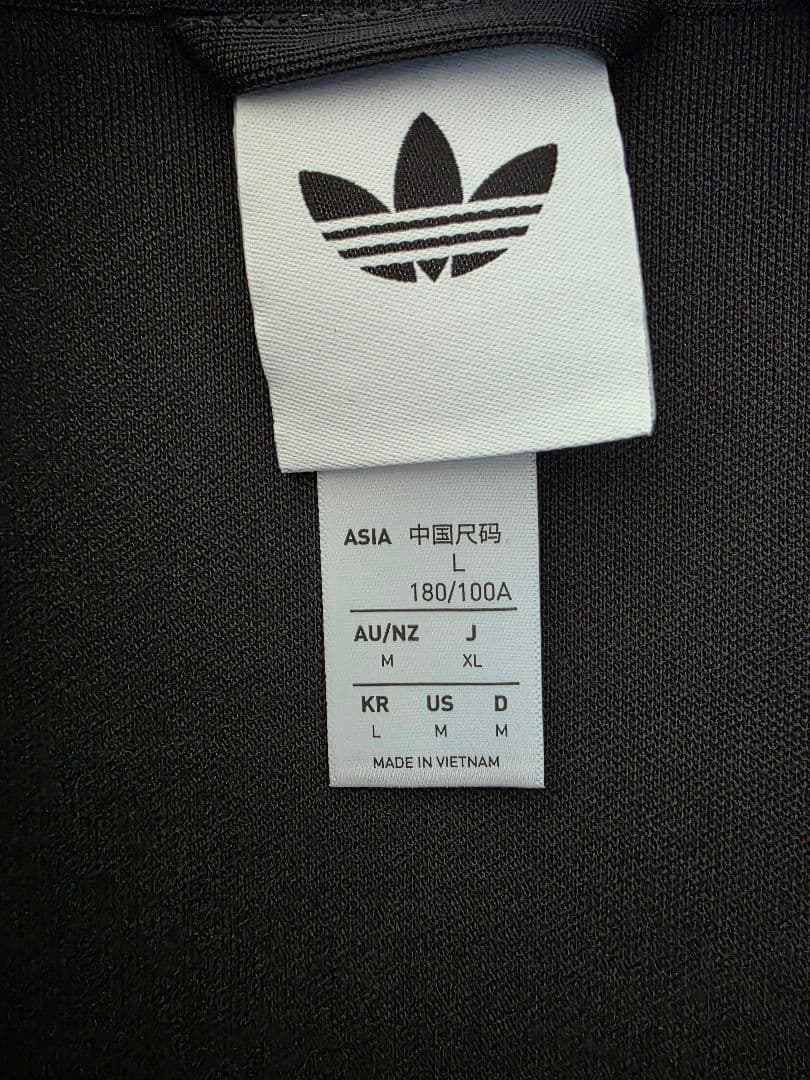 ASIA 中国尺码
L
180/100A
AU/NZ J
M XL
KR US D
L M M
MADE IN VIETNAM